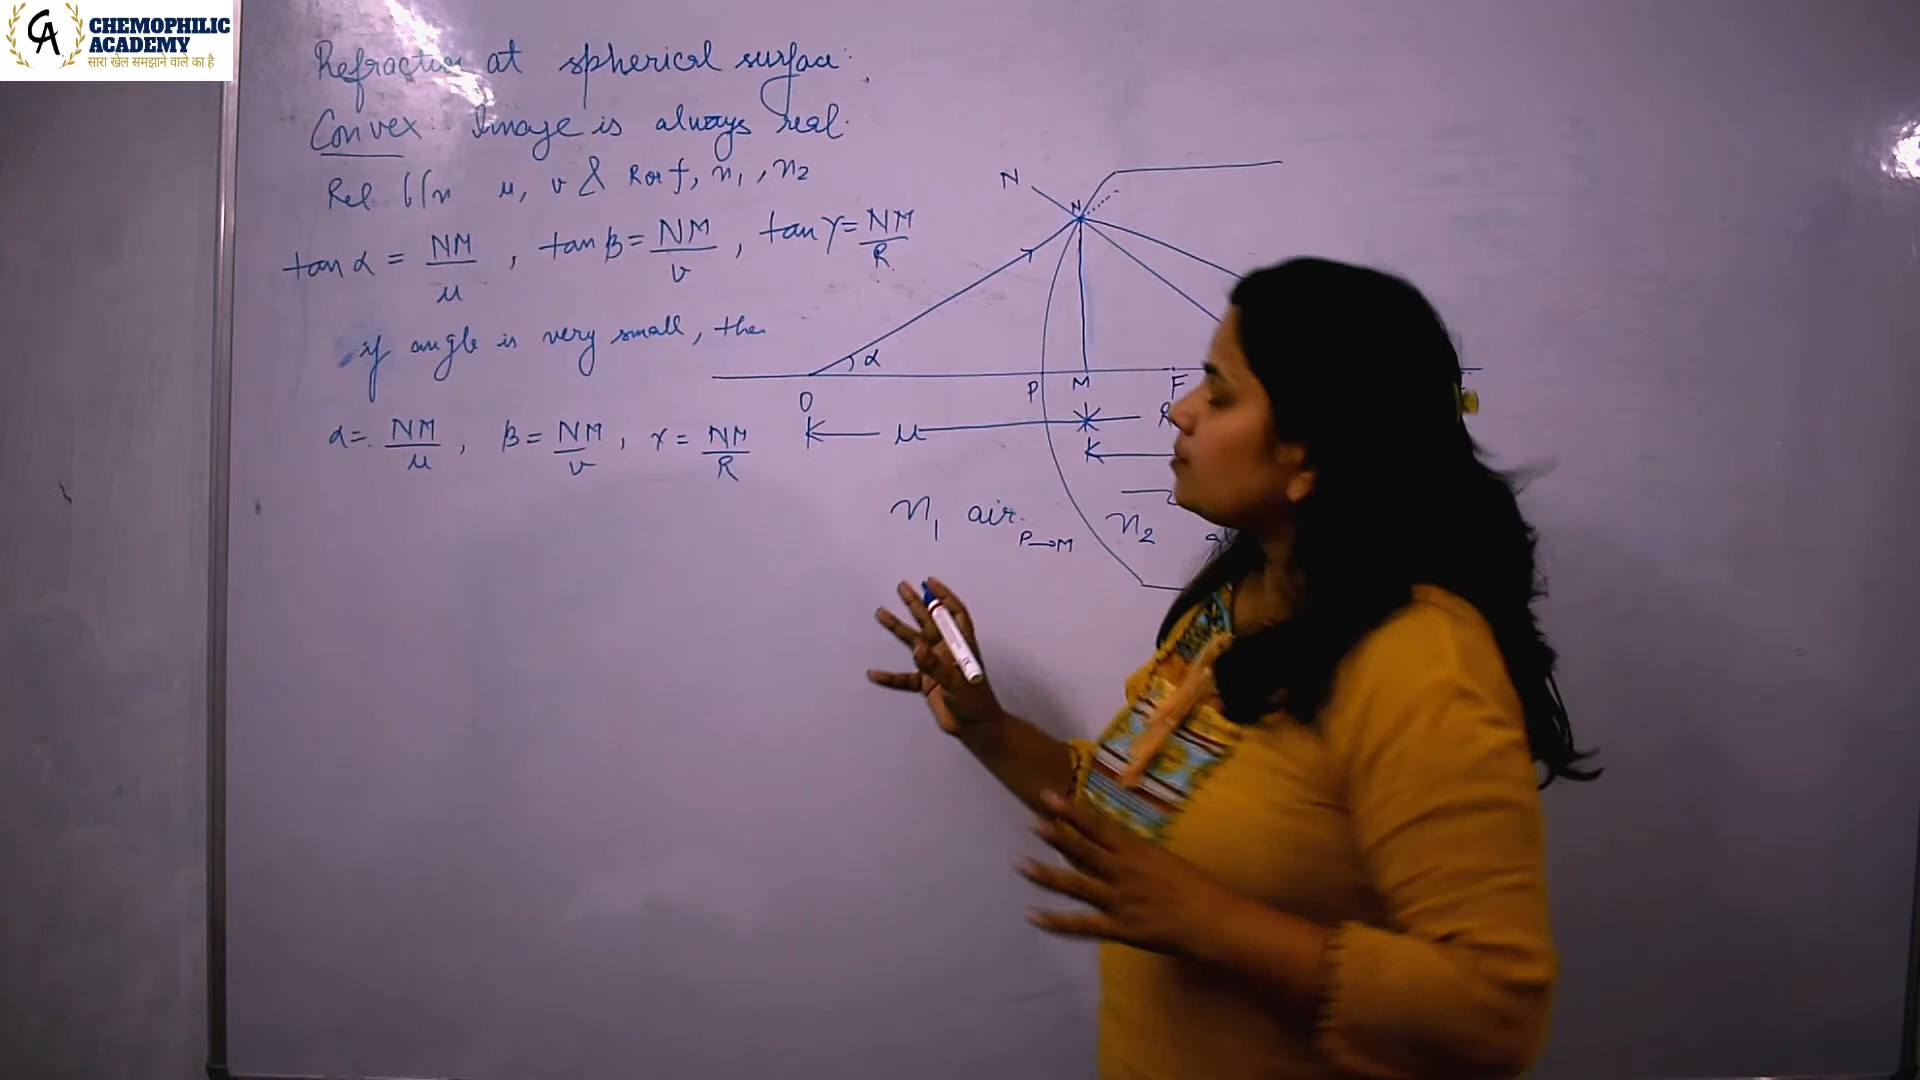 CHEMOPHILIC
ACADEMY
सारा खेल समझाने वाले का है
Refraction at spherical surface:
Convex: Image is always real.
Rel b/n u, v & R or f, n1, n2
tan α = NM/u, tan β = NM/v, tan γ = NM/R
if angle is very small, then
α = NM/u, β = NM/v, γ = NM/R
N
N
α
O P M F
u R
n1 air P→M n2